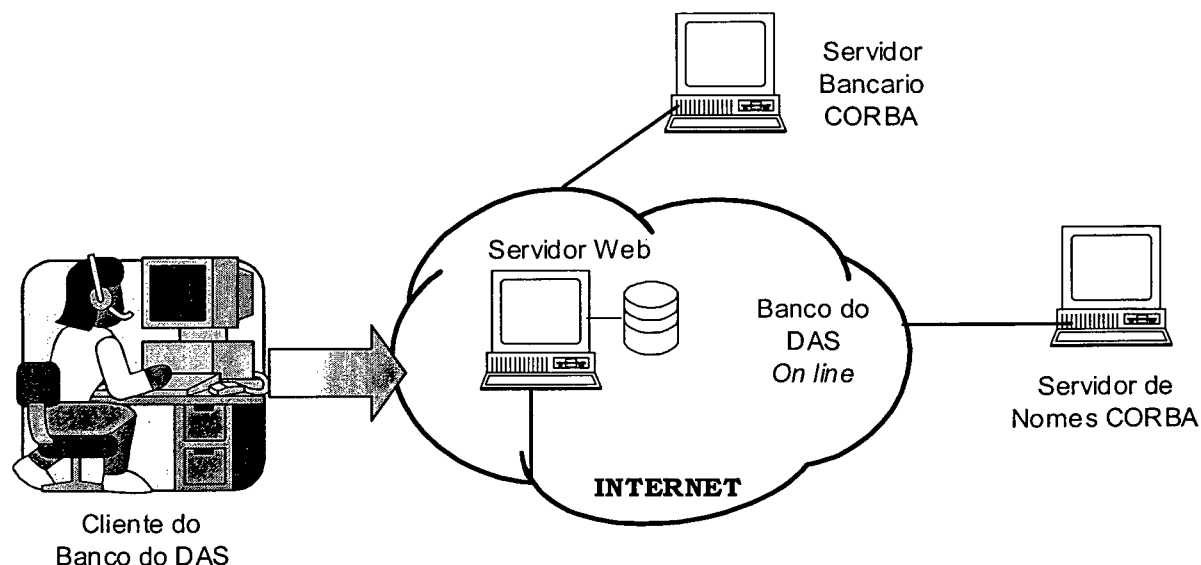 Servidor
Bancario
CORBA
Servidor Web
Banco do
DAS
On line
Servidor de
Nomes CORBA
INTERNET
Cliente do
Banco do DAS